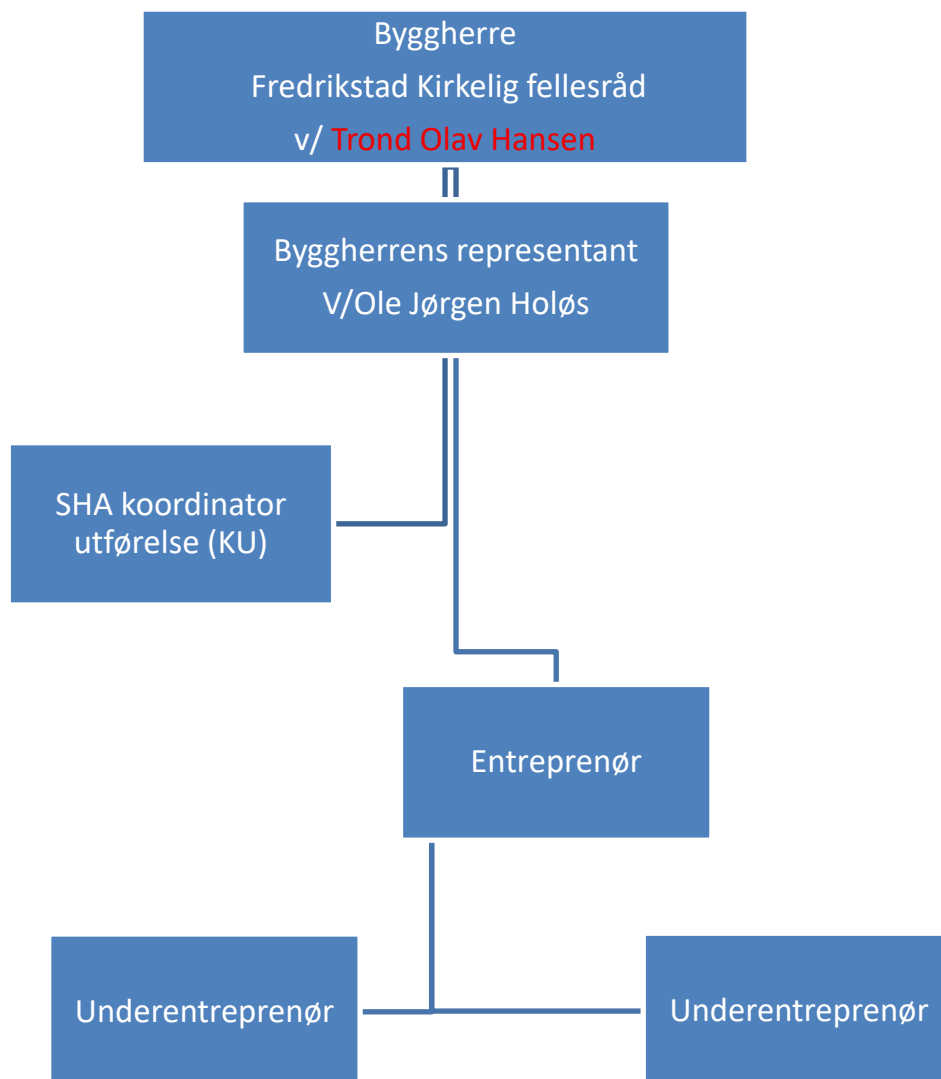 Byggherre
Fredrikstad Kirkelig fellesråd
v/ Trond Olav Hansen
Byggherrens representant
V/Ole Jørgen Holøs
SHA koordinator
utførelse (KU)
Entreprenør
Underentreprenør
Underentreprenør